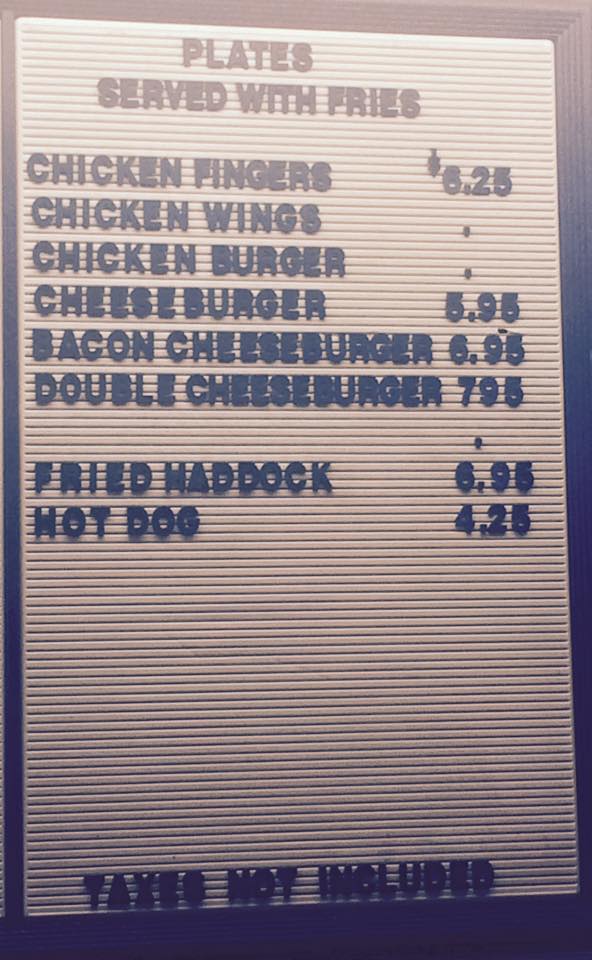 PLATES
SERVED WITH FRIES
CHICKEN FINGERS $6.25
CHICKEN WINGS .
CHICKEN BURGER .
CHEESEBURGER 5.95
BACON CHEESEBURGER 6.95
DOUBLE CHEESEBURGER 795
.
FRIED HADDOCK 6.95
HOT DOG 4.25
TAXES NOT INCLUDED